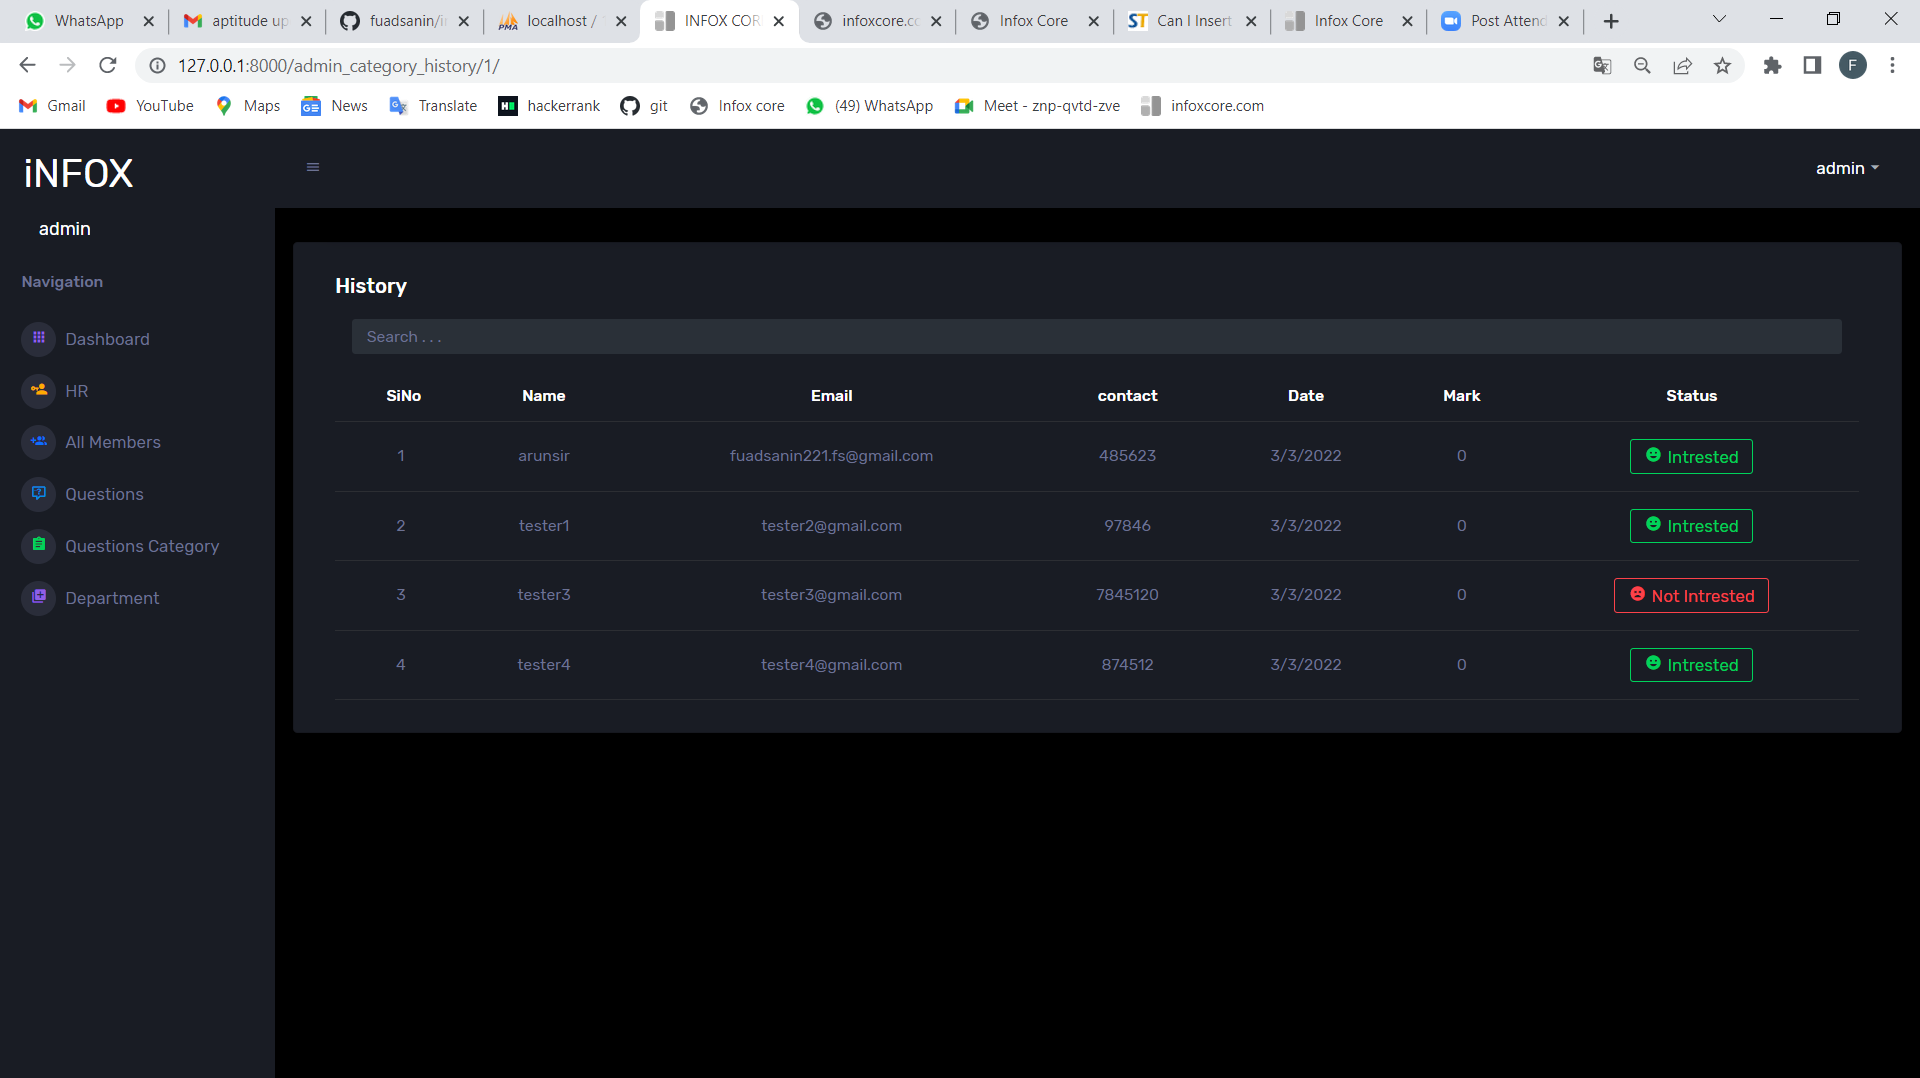 WhatsApp aptitude up fuadsanin/i localhost / INFOX COR infoxcore.co Infox Core Can I Insert Infox Core Post Attend
127.0.0.1:8000/admin_category_history/1/ F
Gmail YouTube Maps News Translate hackerrank git Infox core (49) WhatsApp Meet - znp-qvtd-zve infoxcore.com
iNFOX
admin
admin
Navigation
Dashboard
HR
All Members
Questions
Questions Category
Department
History
Search . . .
SiNo Name Email contact Date Mark Status
1 arunsir fuadsanin221.fs@gmail.com 485623 3/3/2022 0 Intrested
2 tester1 tester2@gmail.com 97846 3/3/2022 0 Intrested
3 tester3 tester3@gmail.com 7845120 3/3/2022 0 Not Intrested
4 tester4 tester4@gmail.com 874512 3/3/2022 0 Intrested